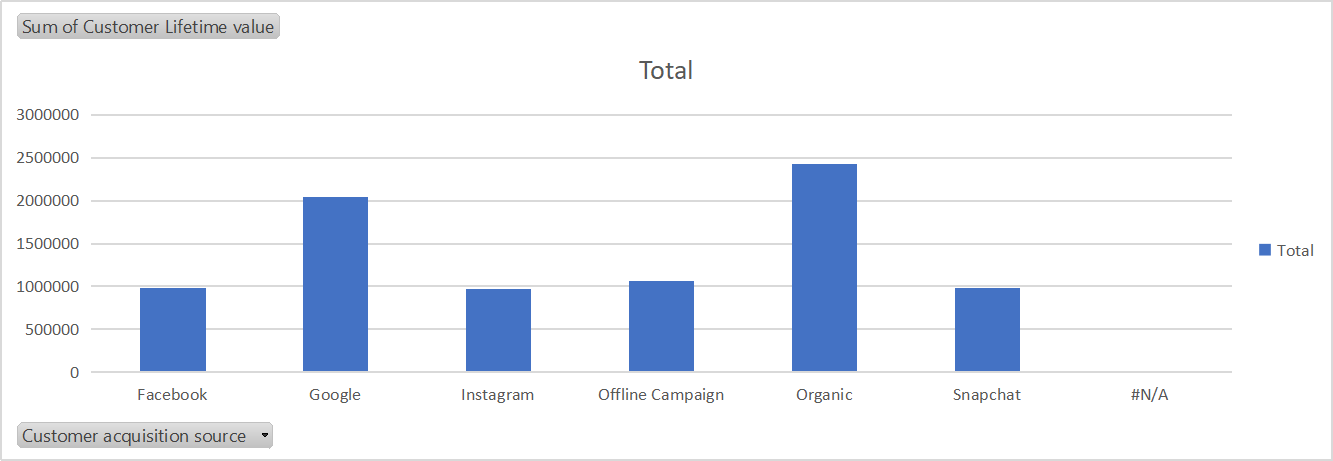 Sum of Customer Lifetime value
Total
3000000
2500000
2000000
1500000
1000000
500000
0
Total
Facebook Google Instagram Offline Campaign Organic Snapchat #N/A
Customer acquisition source